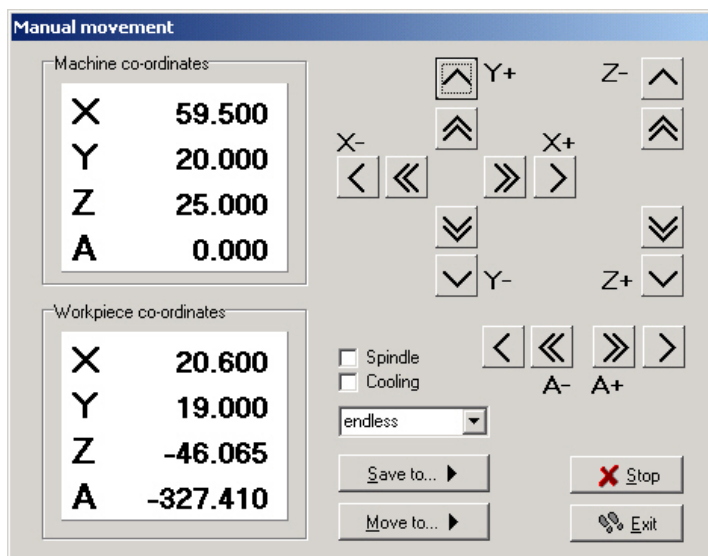 Manual movement
Machine co-ordinates
X 59.500
Y 20.000
Z 25.000
A 0.000
Y+
Z-
X-
X+
Y-
Z+
Workpiece co-ordinates
X 20.600
Y 19.000
Z -46.065
A -327.410
Spindle
Cooling
A- A+
endless
Save to...
Move to...
Stop
Exit